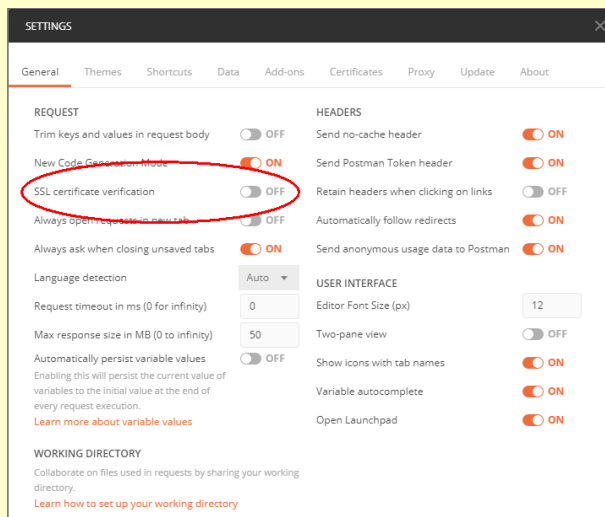 SETTINGS
General Themes Shortcuts Data Add-ons Certificates Proxy Update About
REQUEST
Trim keys and values in request body OFF
New Code Generation Mode ON
SSL certificate verification OFF
Always open requests in new tab OFF
Always ask when closing unsaved tabs ON
Language detection Auto
Request timeout in ms (0 for infinity) 0
Max response size in MB (0 to infinity) 50
Automatically persist variable values OFF
Enabling this will persist the current value of
variables to the initial value at the end of
every request execution.
Learn more about variable values
WORKING DIRECTORY
Collaborate on files used in requests by sharing your working
directory.
Learn how to set up your working directory
HEADERS
Send no-cache header ON
Send Postman Token header ON
Retain headers when clicking on links OFF
Automatically follow redirects ON
Send anonymous usage data to Postman ON
USER INTERFACE
Editor Font Size (px) 12
Two-pane view OFF
Show icons with tab names ON
Variable autocomplete ON
Open Launchpad ON